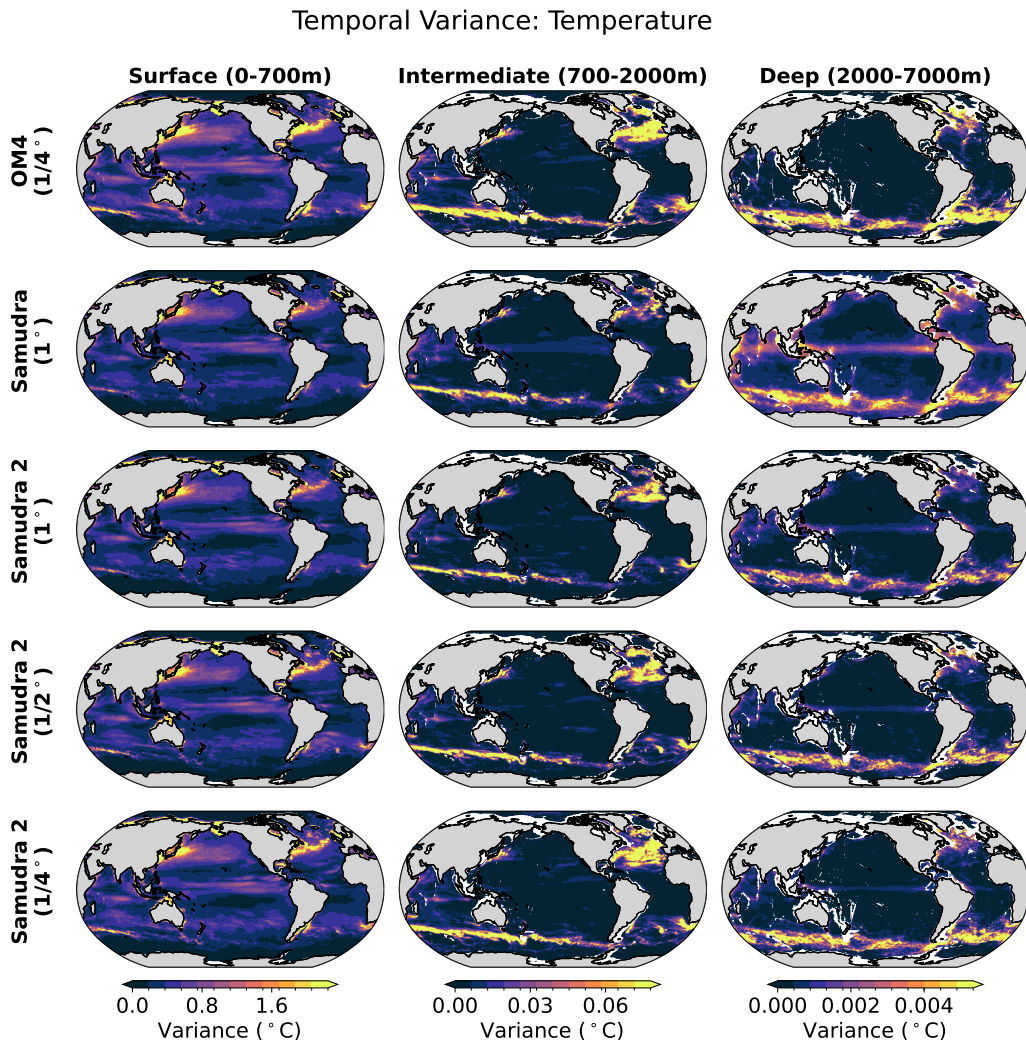 Temporal Variance: Temperature
Surface (0-700m) Intermediate (700-2000m) Deep (2000-7000m)
OM4
(1/4°)
Samudra
(1°)
Samudra 2
(1°)
Samudra 2
(1/2°)
Samudra 2
(1/4°)
0.0 0.8 1.6 0.00 0.03 0.06 0.000 0.002 0.004
Variance (°C) Variance (°C) Variance (°C)